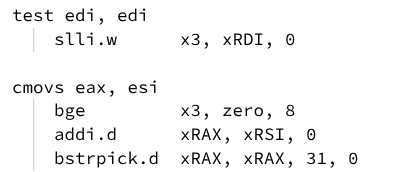 test edi, edi
slli.w x3, xRDI, 0
cmovs eax, esi
bge x3, zero, 8
addi.d xRAX, xRSI, 0
bstrpick.d xRAX, xRAX, 31, 0